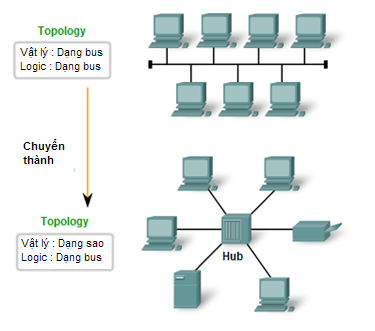 Topology
Vật lý : Dạng bus
Logic : Dạng bus
Chuyển
thành
Topology
Vật lý : Dạng sao
Logic : Dạng bus
Hub